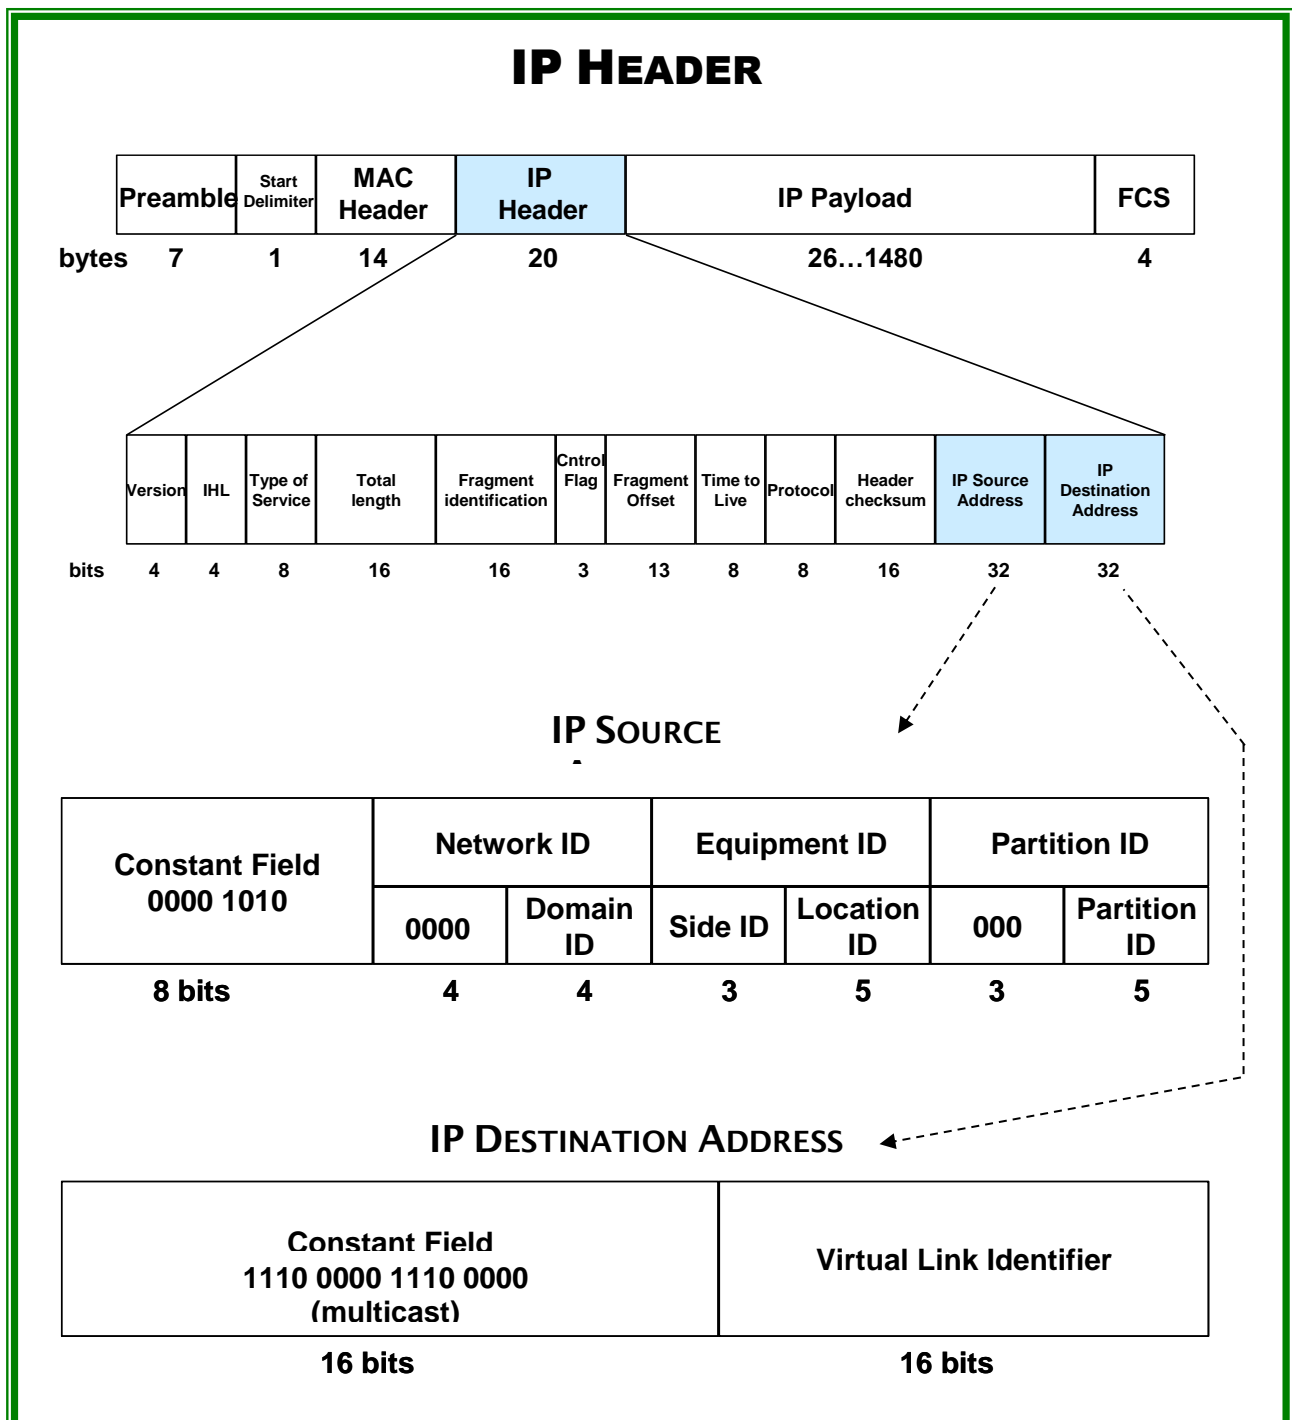 IP HEADER
Preamble
Start
Delimiter
MAC
Header
IP
Header
IP Payload
FCS
bytes 7 1 14 20 26…1480 4
Version
IHL
Type of
Service
Total
length
Fragment
identification
Cntrol
Flag
Fragment
Offset
Time to
Live
Protocol
Header
checksum
IP Source
Address
IP
Destination
Address
bits 4 4 8 16 16 3 13 8 8 16 32 32
IP SOURCE
Constant Field
0000 1010
Network ID
Equipment ID
Partition ID
0000
Domain
ID
Side ID
Location
ID
000
Partition
ID
8 bits 4 4 3 5 3 5
IP DESTINATION ADDRESS
Constant Field
1110 0000 1110 0000
(multicast)
Virtual Link Identifier
16 bits 16 bits